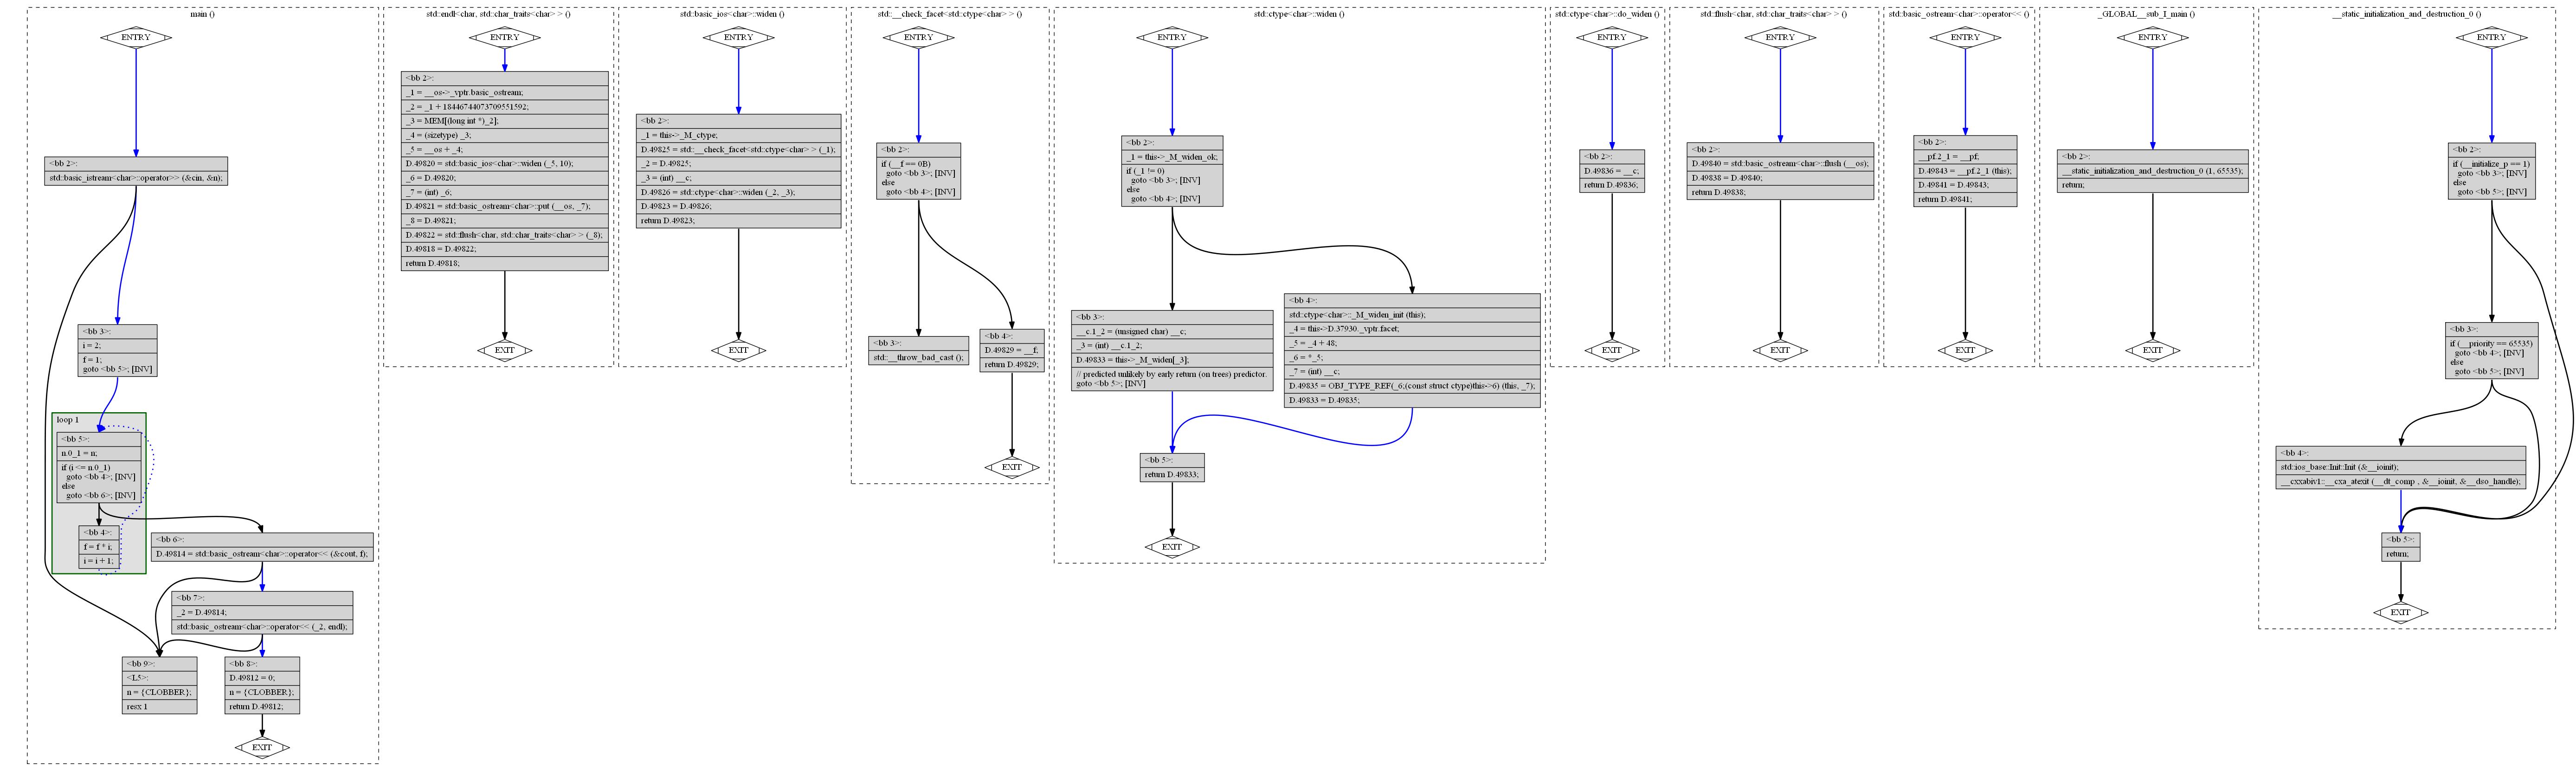 main ()
ENTRY
<bb 2>:
std::basic_istream<char>::operator>> (&cin, &n);
<bb 3>:
i = 2;
f = 1;
goto <bb 5>; [INV]
loop 1
<bb 5>:
n.0_1 = n;
if (i <= n.0_1)
goto <bb 4>; [INV]
else
goto <bb 6>; [INV]
<bb 4>:
f = f * i;
i = i + 1;
<bb 6>:
D.49814 = std::basic_ostream<char>::operator<< (&cout, f);
<bb 7>:
_2 = D.49814;
std::basic_ostream<char>::operator<< (_2, endl);
<bb 9>:
<L5>:
n = {CLOBBER};
resx 1
<bb 8>:
D.49812 = 0;
n = {CLOBBER};
return D.49812;
EXIT
std::endl<char, std::char_traits<char> > ()
ENTRY
<bb 2>:
_1 = __os->_vptr.basic_ostream;
_2 = _1 + 18446744073709551592;
_3 = MEM[(long int *)_2];
_4 = (sizetype) _3;
_5 = __os + _4;
D.49820 = std::basic_ios<char>::widen (_5, 10);
_6 = D.49820;
_7 = (int) _6;
D.49821 = std::basic_ostream<char>::put (__os, _7);
_8 = D.49821;
D.49822 = std::flush<char, std::char_traits<char> > (_8);
D.49818 = D.49822;
return D.49818;
EXIT
std::basic_ios<char>::widen ()
ENTRY
<bb 2>:
_1 = this->_M_ctype;
D.49825 = std::__check_facet<std::ctype<char> > (_1);
_2 = D.49825;
_3 = (int) __c;
D.49826 = std::ctype<char>::widen (_2, _3);
D.49823 = D.49826;
return D.49823;
EXIT
std::__check_facet<std::ctype<char> > ()
ENTRY
<bb 2>:
if (__f == 0B)
goto <bb 3>; [INV]
else
goto <bb 4>; [INV]
<bb 3>:
std::__throw_bad_cast ();
<bb 4>:
D.49829 = __f;
return D.49829;
EXIT
std::ctype<char>::widen ()
ENTRY
<bb 2>:
_1 = this->_M_widen_ok;
if (_1 != 0)
goto <bb 3>; [INV]
else
goto <bb 4>; [INV]
<bb 3>:
__c.1_2 = (unsigned char) __c;
_3 = (int) __c.1_2;
D.49833 = this->_M_widen[_3];
// predicted unlikely by early return (on trees) predictor.
goto <bb 5>; [INV]
<bb 4>:
std::ctype<char>::_M_widen_init (this);
_4 = this->D.37930._vptr.facet;
_5 = _4 + 48;
_6 = *_5;
_7 = (int) __c;
D.49835 = OBJ_TYPE_REF(_6;(const struct ctype)this->6) (this, _7);
D.49833 = D.49835;
<bb 5>:
return D.49833;
EXIT
std::ctype<char>::do_widen ()
ENTRY
<bb 2>:
D.49836 = __c;
return D.49836;
EXIT
std::flush<char, std::char_traits<char> > ()
ENTRY
<bb 2>:
D.49840 = std::basic_ostream<char>::flush (__os);
D.49838 = D.49840;
return D.49838;
EXIT
std::basic_ostream<char>::operator<< ()
ENTRY
<bb 2>:
__pf.2_1 = __pf;
D.49843 = __pf.2_1 (this);
D.49841 = D.49843;
return D.49841;
EXIT
_GLOBAL__sub_I_main ()
ENTRY
<bb 2>:
__static_initialization_and_destruction_0 (1, 65535);
return;
EXIT
__static_initialization_and_destruction_0 ()
ENTRY
<bb 2>:
if (__initialize_p == 1)
goto <bb 3>; [INV]
else
goto <bb 5>; [INV]
<bb 3>:
if (__priority == 65535)
goto <bb 4>; [INV]
else
goto <bb 5>; [INV]
<bb 4>:
std::ios_base::Init::Init (&__ioinit);
__cxxabiv1::__cxa_atexit (__dt_comp , &__ioinit, &__dso_handle);
<bb 5>:
return;
EXIT